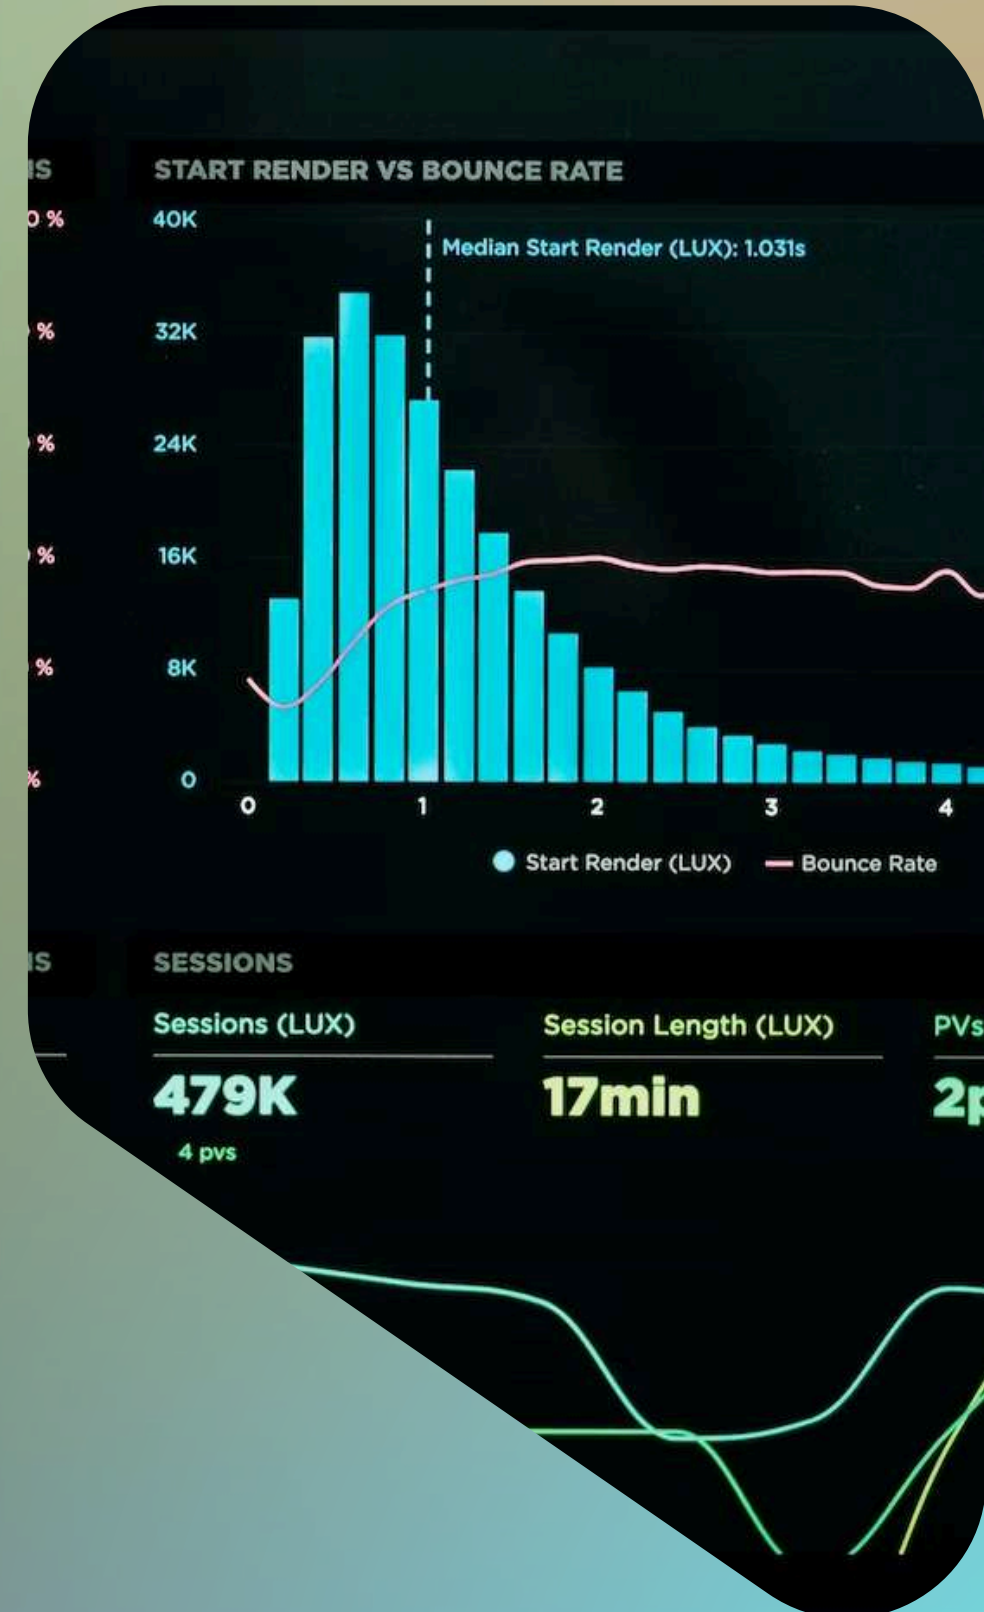 START RENDER VS BOUNCE RATE
40K
Median Start Render (LUX): 1.031s
32K
24K
16K
8K
0
0 1 2 3 4
Start Render (LUX) Bounce Rate
SESSIONS
Sessions (LUX) Session Length (LUX) PVs
479K 17min
4 pvs
%
%
%
%
%